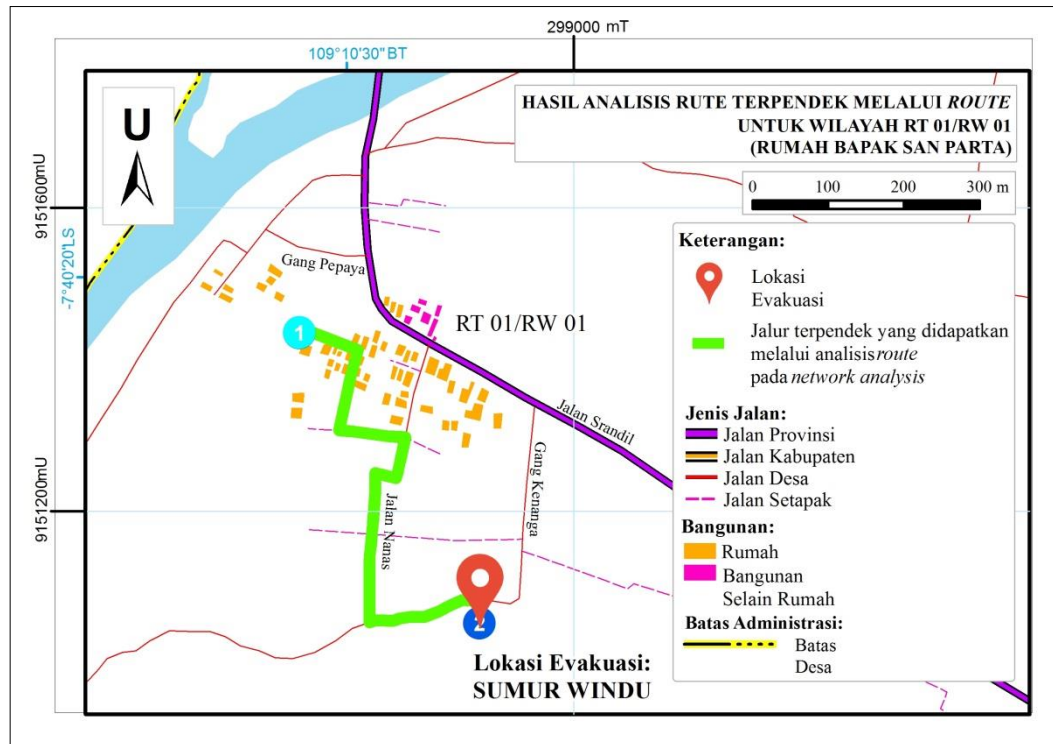 299000 mT
109°10'30" BT
U
HASIL ANALISIS RUTE TERPENDEK MELALUI ROUTE
UNTUK WILAYAH RT 01/RW 01
(RUMAH BAPAK SAN PARTA)
0 100 200 300 m
9151600mU
-7°40'20"LS
9151200mU
Gang Pepaya
1
RT 01/RW 01
Jalan Srandil
Gang Kenanga
Jalan Nanas
2
Lokasi Evakuasi:
SUMUR WINDU
Keterangan:
Lokasi
Evakuasi
Jalur terpendek yang didapatkan
melalui analisis route
pada network analysis
Jenis Jalan:
Jalan Provinsi
Jalan Kabupaten
Jalan Desa
Jalan Setapak
Bangunan:
Rumah
Bangunan
Selain Rumah
Batas Administrasi:
Batas
Desa